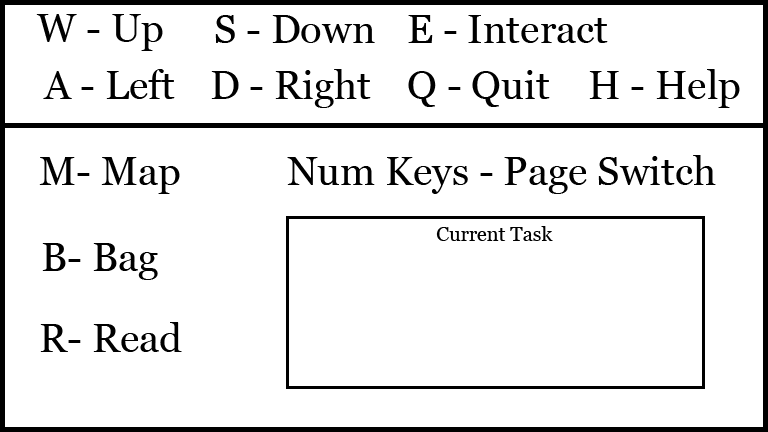 W - Up S - Down E - Interact
A - Left D - Right Q - Quit H - Help
M- Map Num Keys - Page Switch
Current Task
B- Bag
R- Read